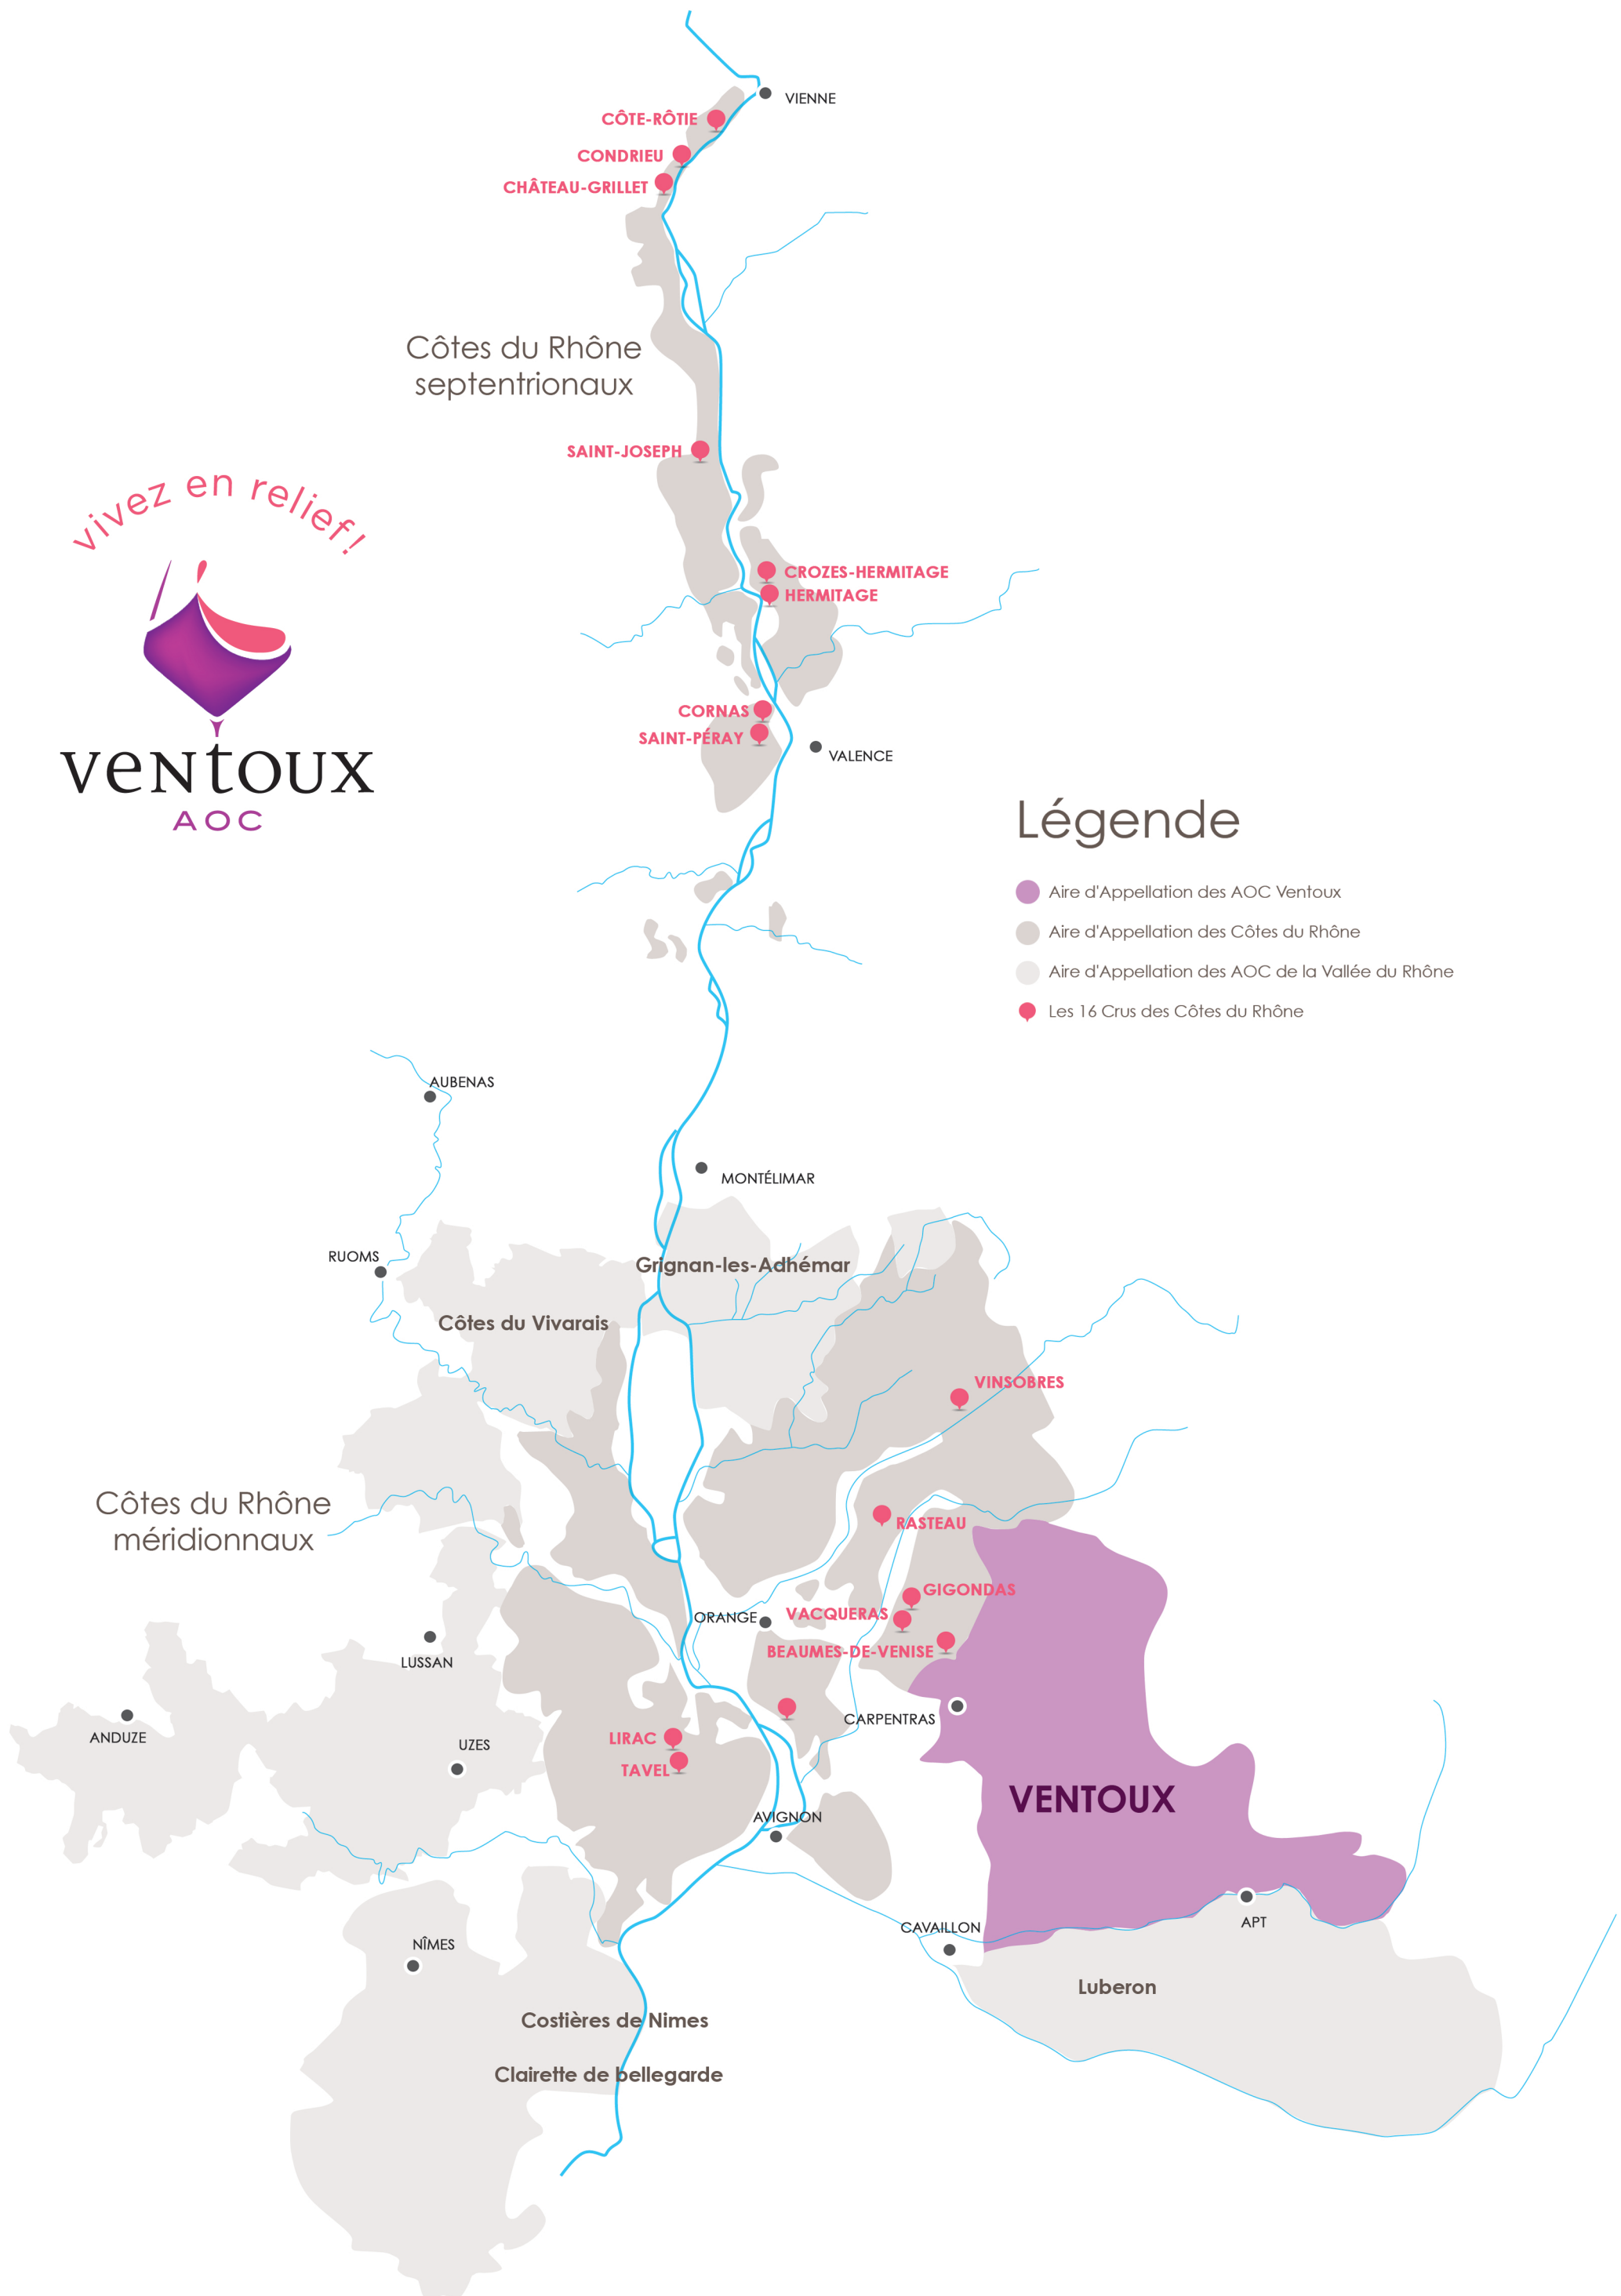 VIENNE
CÔTE-RÔTIE
CONDRIEU
CHÂTEAU-GRILLET
Côtes du Rhône
septentrionaux
SAINT-JOSEPH
vivez en relief!
ventoux
AOC
CROZES-HERMITAGE
HERMITAGE
CORNAS
SAINT-PÉRAY
VALENCE
Légende
Aire d'Appellation des AOC Ventoux
Aire d'Appellation des Côtes du Rhône
Aire d'Appellation des AOC de la Vallée du Rhône
Les 16 Crus des Côtes du Rhône
AUBENAS
MONTÉLIMAR
RUOMS
Grignan-les-Adhémar
Côtes du Vivarais
VINSOBRES
Côtes du Rhône
méridionnaux
RASTEAU
GIGONDAS
VACQUERAS
ORANGE
BEAUMES-DE-VENISE
LUSSAN
CARPENTRAS
ANDUZE
UZES
LIRAC
TAVEL
VENTOUX
AVIGNON
CAVAILLON
APT
NÎMES
Luberon
Costières de Nimes
Clairette de bellegarde